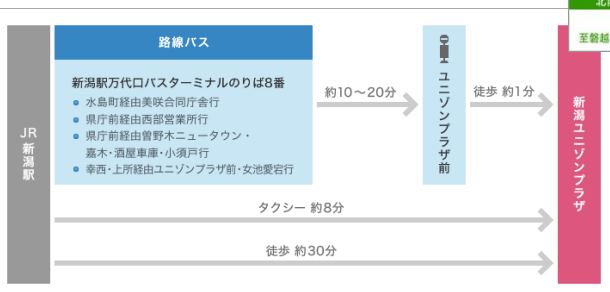 北陸
至磐越
路線バス
新潟駅万代口バスターミナルのりば8番
水島町経由美咲合同庁舎行
県庁前経由西部営業所行
県庁前経由曽野木ニュータウン・
嘉木・酒屋車庫・小須戸行
幸西・上所経由ユニゾンプラザ前・女池愛宕行
JR新潟駅
約10〜20分
ユニゾンプラザ前
徒歩 約1分
新潟ユニゾンプラザ
タクシー 約8分
徒歩 約30分